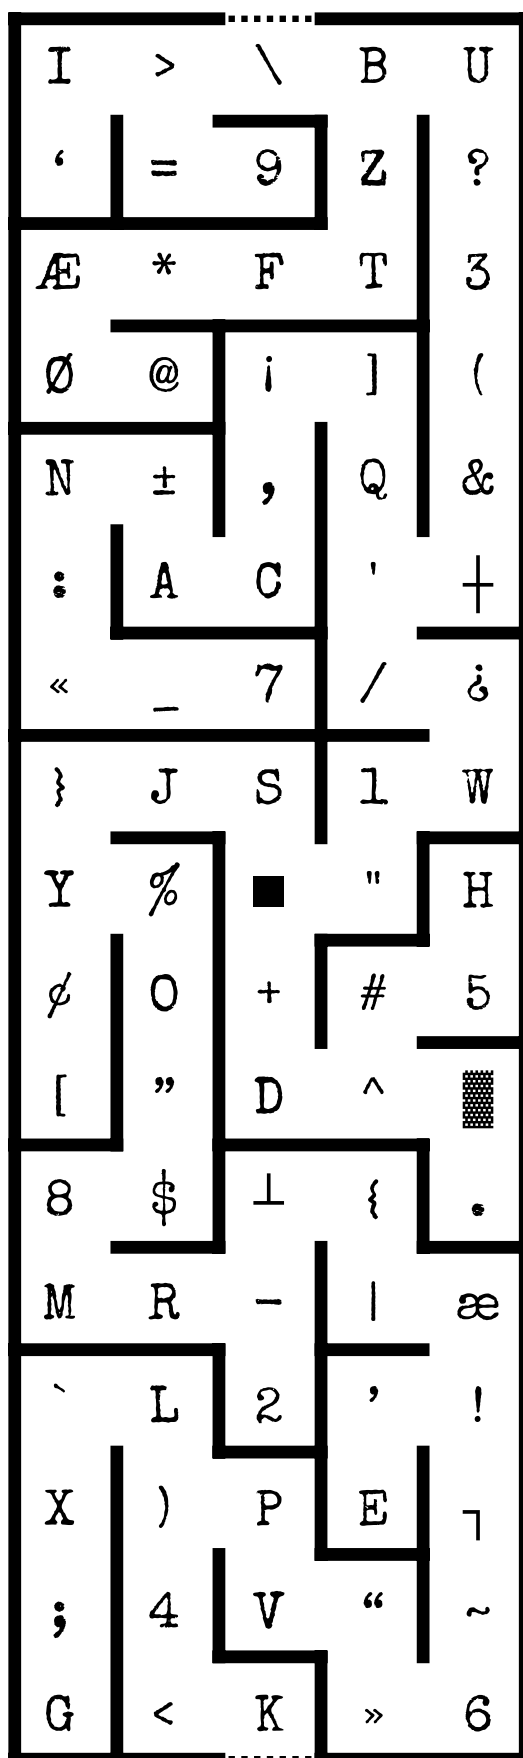 I > \ B U
‘ = 9 Z ?
Æ * F T 3
Ø @ ¡ ] (
N ± , Q &
: A C ' ┼
« _ 7 / ¿
} J S 1 W
Y % ■ " H
¢ O + # 5
[ ” D ^ ▓
8 $ ┴ { .
M R - | æ
` L 2 ’ !
X ) P E ┐
; 4 V “ ~
G < K » 6